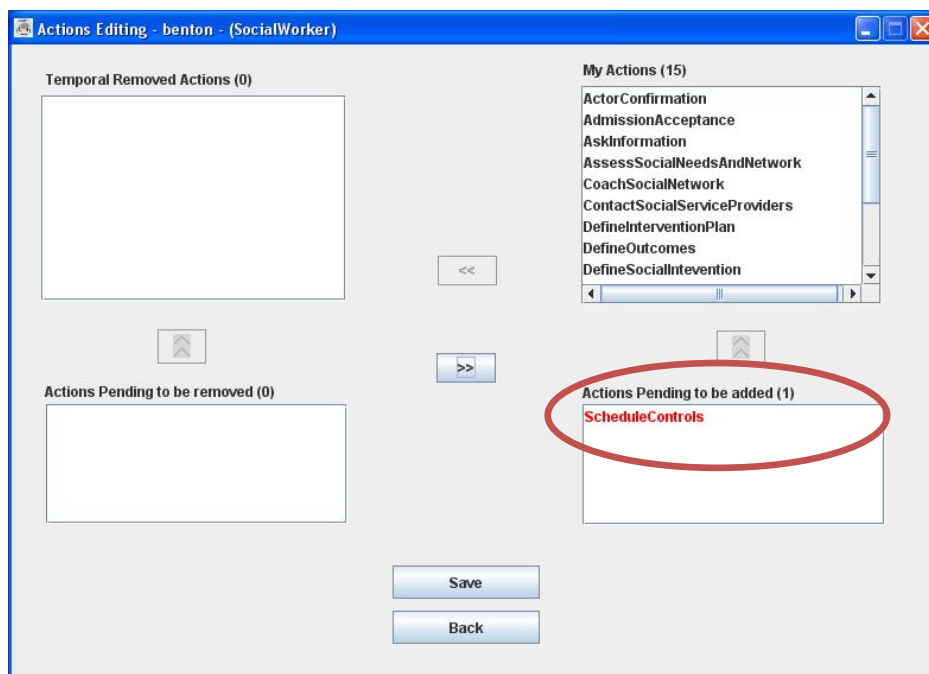 Actions Editing - benton - (SocialWorker)
Temporal Removed Actions (0)
My Actions (15)
ActorConfirmation
AdmissionAcceptance
AskInformation
AssessSocialNeedsAndNetwork
CoachSocialNetwork
ContactSocialServiceProviders
DefineInterventionPlan
DefineOutcomes
DefineSocialIntevention
<<
>>
Actions Pending to be removed (0)
Actions Pending to be added (1)
ScheduleControls
Save
Back